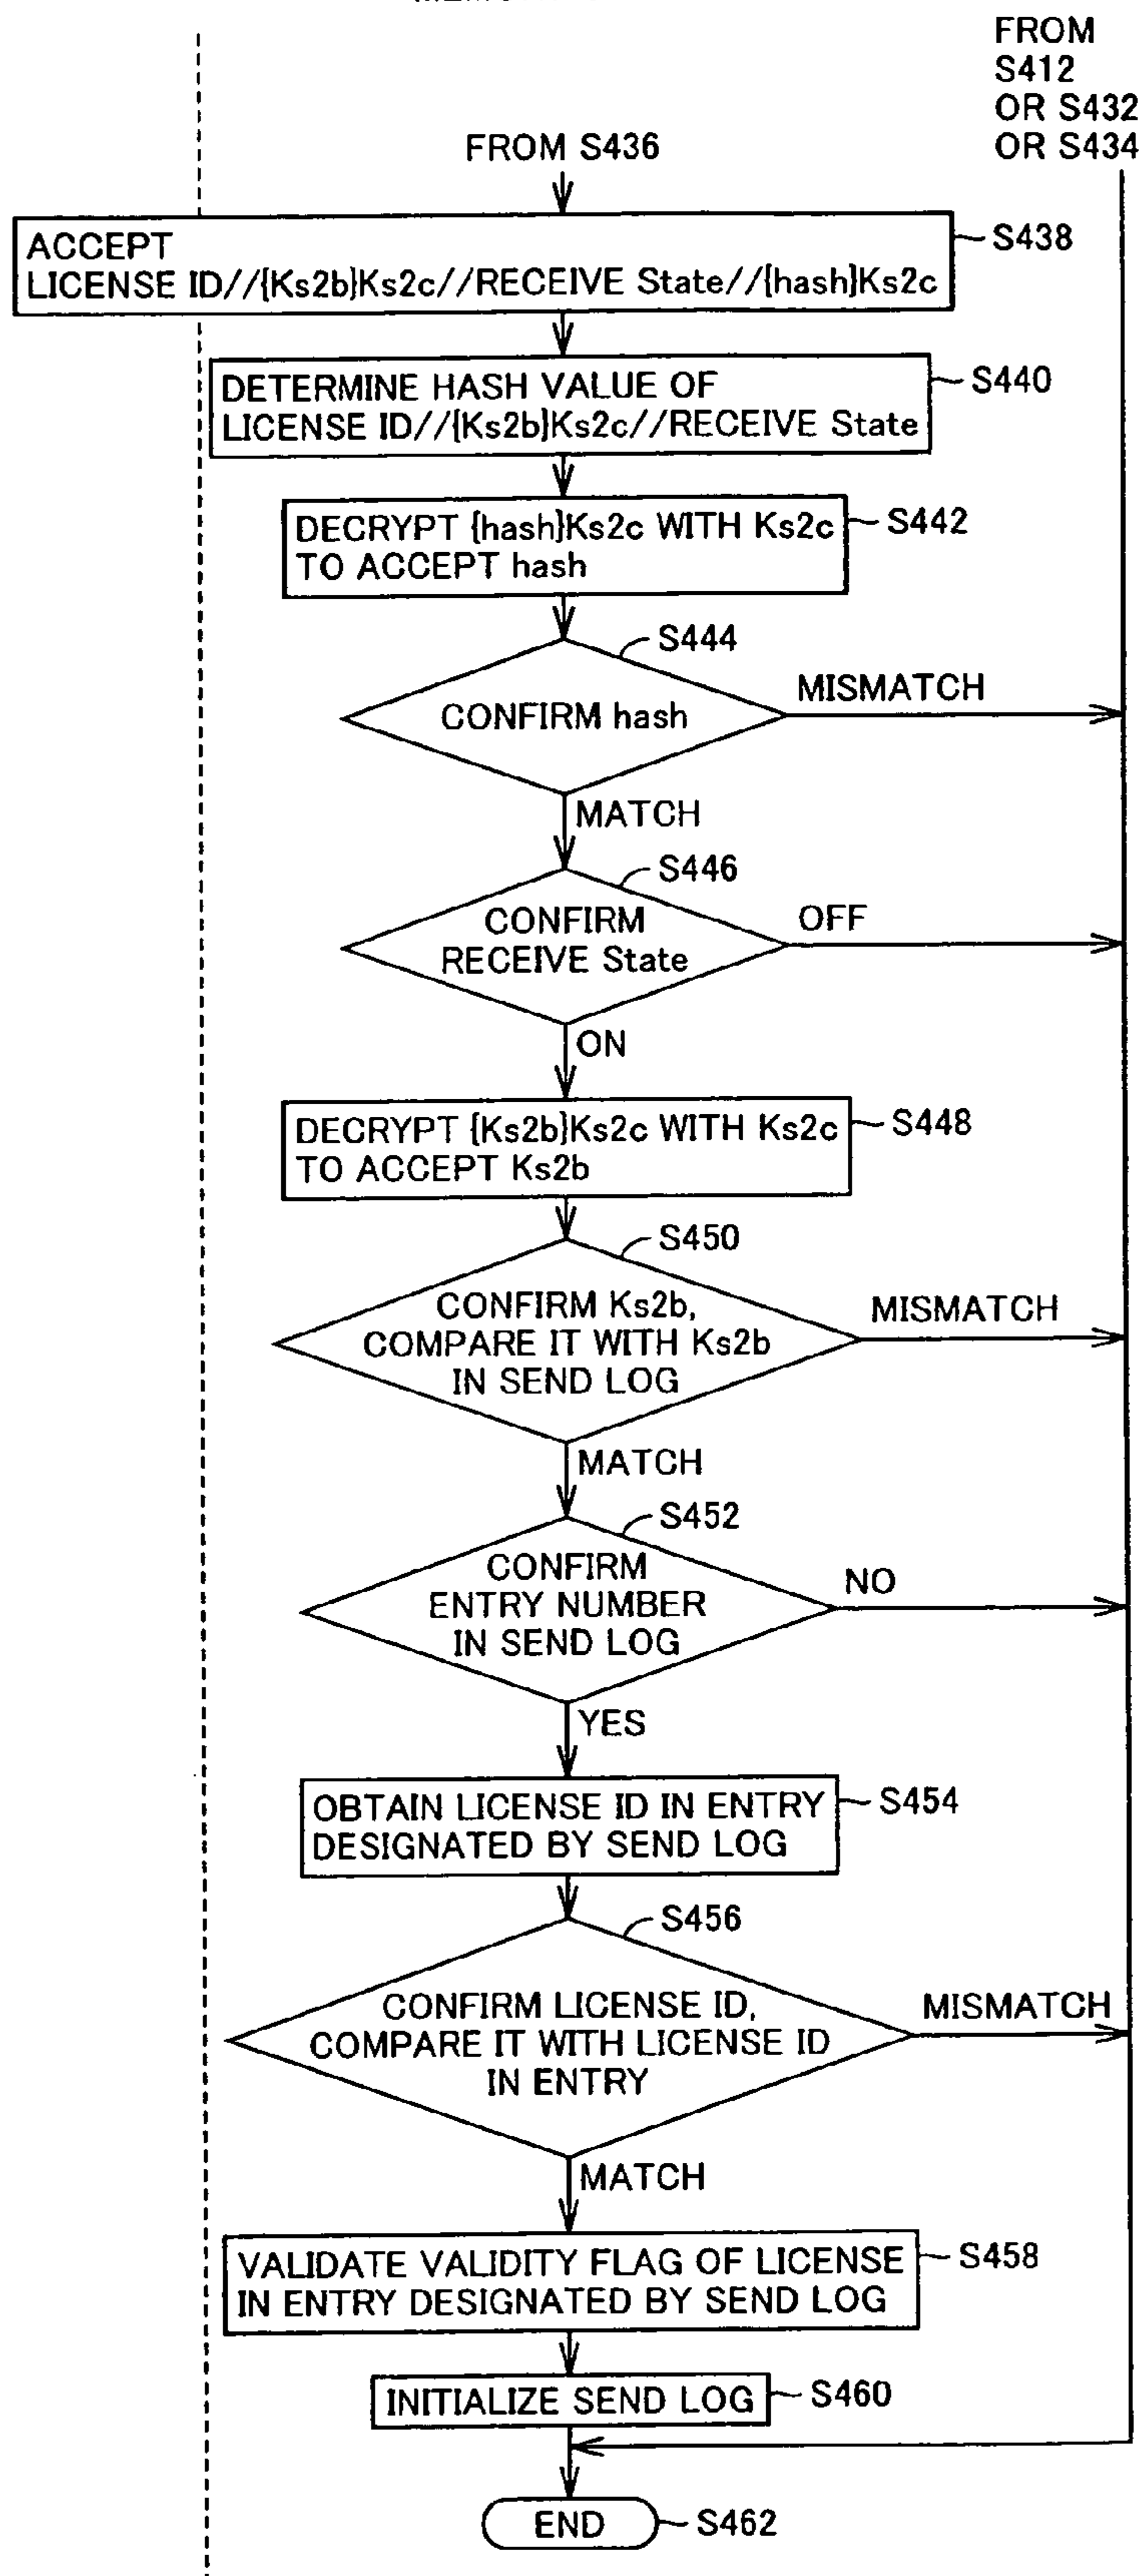 FROM
S412
OR S432
OR S434
FROM S436
ACCEPT
LICENSE ID//{Ks2b}Ks2c//RECEIVE State//{hash}Ks2c
S438
DETERMINE HASH VALUE OF
LICENSE ID//{Ks2b}Ks2c//RECEIVE State
S440
DECRYPT {hash}Ks2c WITH Ks2c
TO ACCEPT hash
S442
S444
CONFIRM hash
MISMATCH
MATCH
S446
CONFIRM
RECEIVE State
OFF
ON
DECRYPT {Ks2b}Ks2c WITH Ks2c
TO ACCEPT Ks2b
S448
S450
CONFIRM Ks2b,
COMPARE IT WITH Ks2b
IN SEND LOG
MISMATCH
MATCH
S452
CONFIRM
ENTRY NUMBER
IN SEND LOG
NO
YES
OBTAIN LICENSE ID IN ENTRY
DESIGNATED BY SEND LOG
S454
S456
CONFIRM LICENSE ID,
COMPARE IT WITH LICENSE ID
IN ENTRY
MISMATCH
MATCH
VALIDATE VALIDITY FLAG OF LICENSE
IN ENTRY DESIGNATED BY SEND LOG
S458
INITIALIZE SEND LOG
S460
END
S462